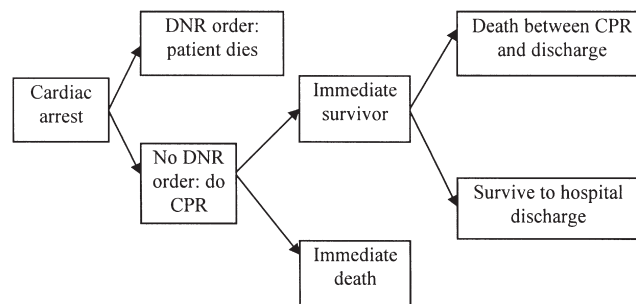 Cardiac
arrest
DNR order:
patient dies
No DNR
order: do
CPR
Immediate
survivor
Immediate
death
Death between CPR
and discharge
Survive to hospital
discharge